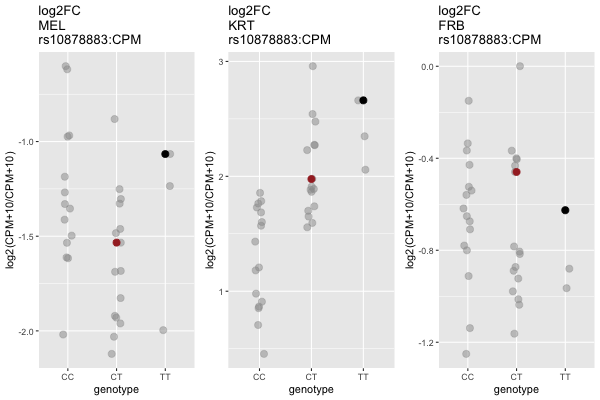 log2FC
MEL
rs10878883:CPM
log2(CPM+10/CPM+10)
-1.0
-1.5
-2.0
CC CT TT
genotype
log2FC
KRT
rs10878883:CPM
log2(CPM+10/CPM+10)
3
2
1
CC CT TT
genotype
log2FC
FRB
rs10878883:CPM
log2(CPM+10/CPM+10)
0.0
-0.4
-0.8
-1.2
CC CT TT
genotype